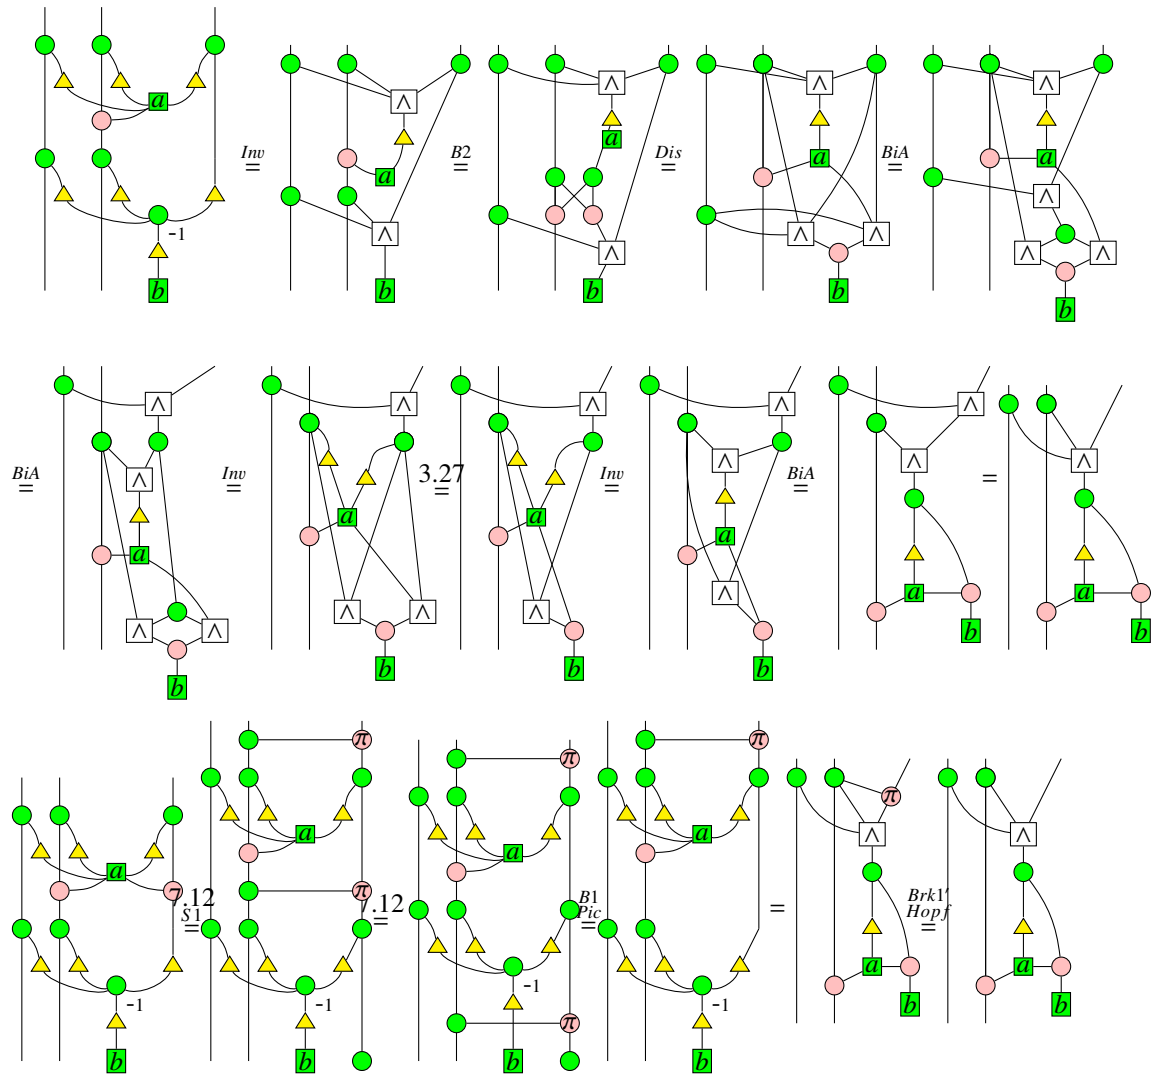 a Inv = ∧ a B2 = ∧ a Dis = ∧ a BiA = ∧ a
-1 ∧ ∧ ∧ ∧ ∧ ∧ ∧
b b b b b
BiA = ∧ ∧ a Inv = ∧ a 3.27 = ∧ a Inv = ∧ ∧ a BiA = ∧ ∧ a = ∧ a
∧ ∧ ∧ ∧ ∧ ∧
b b b b b b
π π π
a 7.12 S1 = a π 7.12 = a B1 Pic = a = π ∧ a Brk1′ Hopf = ∧ a
-1 -1 -1 -1 b b
b b b π b